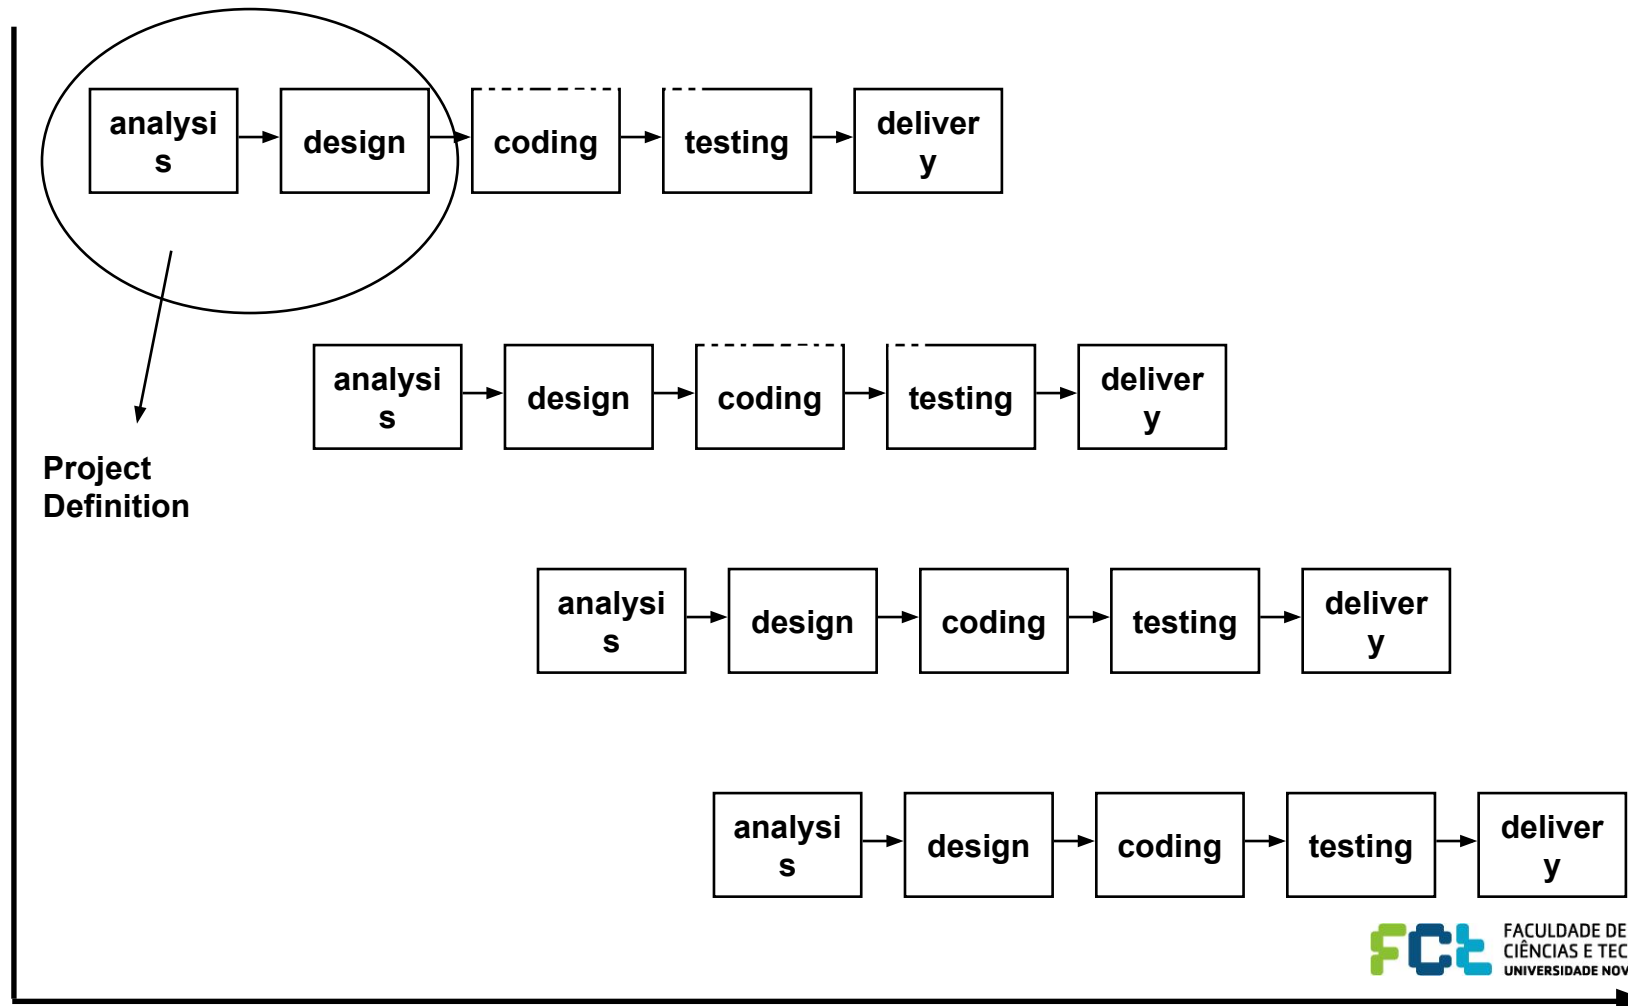 analysi
s
design
coding
testing
deliver
y
analysi
s
design
coding
testing
deliver
y
Project
Definition
analysi
s
design
coding
testing
deliver
y
analysi
s
design
coding
testing
deliver
y
FCt
FACULDADE DE
CIÊNCIAS E TEC
UNIVERSIDADE NOV